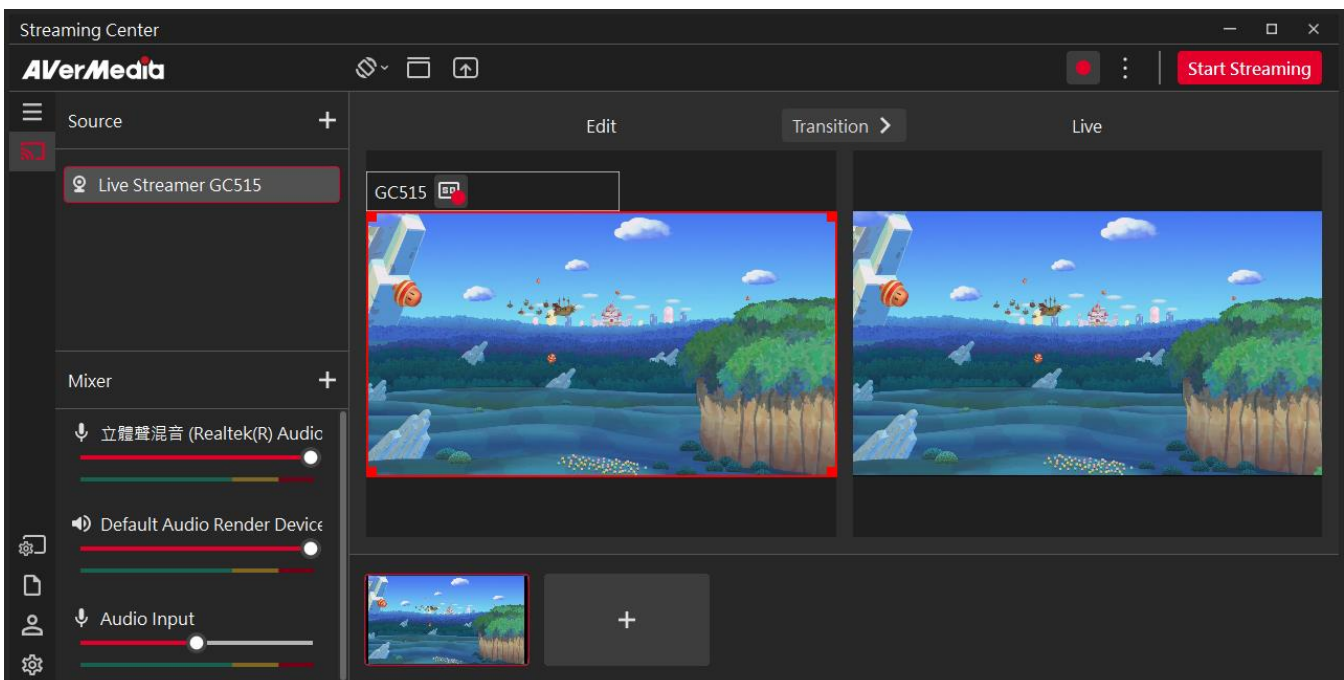 Streaming Center
AVerMedia
Start Streaming
Source
Edit
Transition
Live
Live Streamer GC515
GC515
Mixer
立體聲混音 (Realtek(R) Audio
Default Audio Render Device
Audio Input